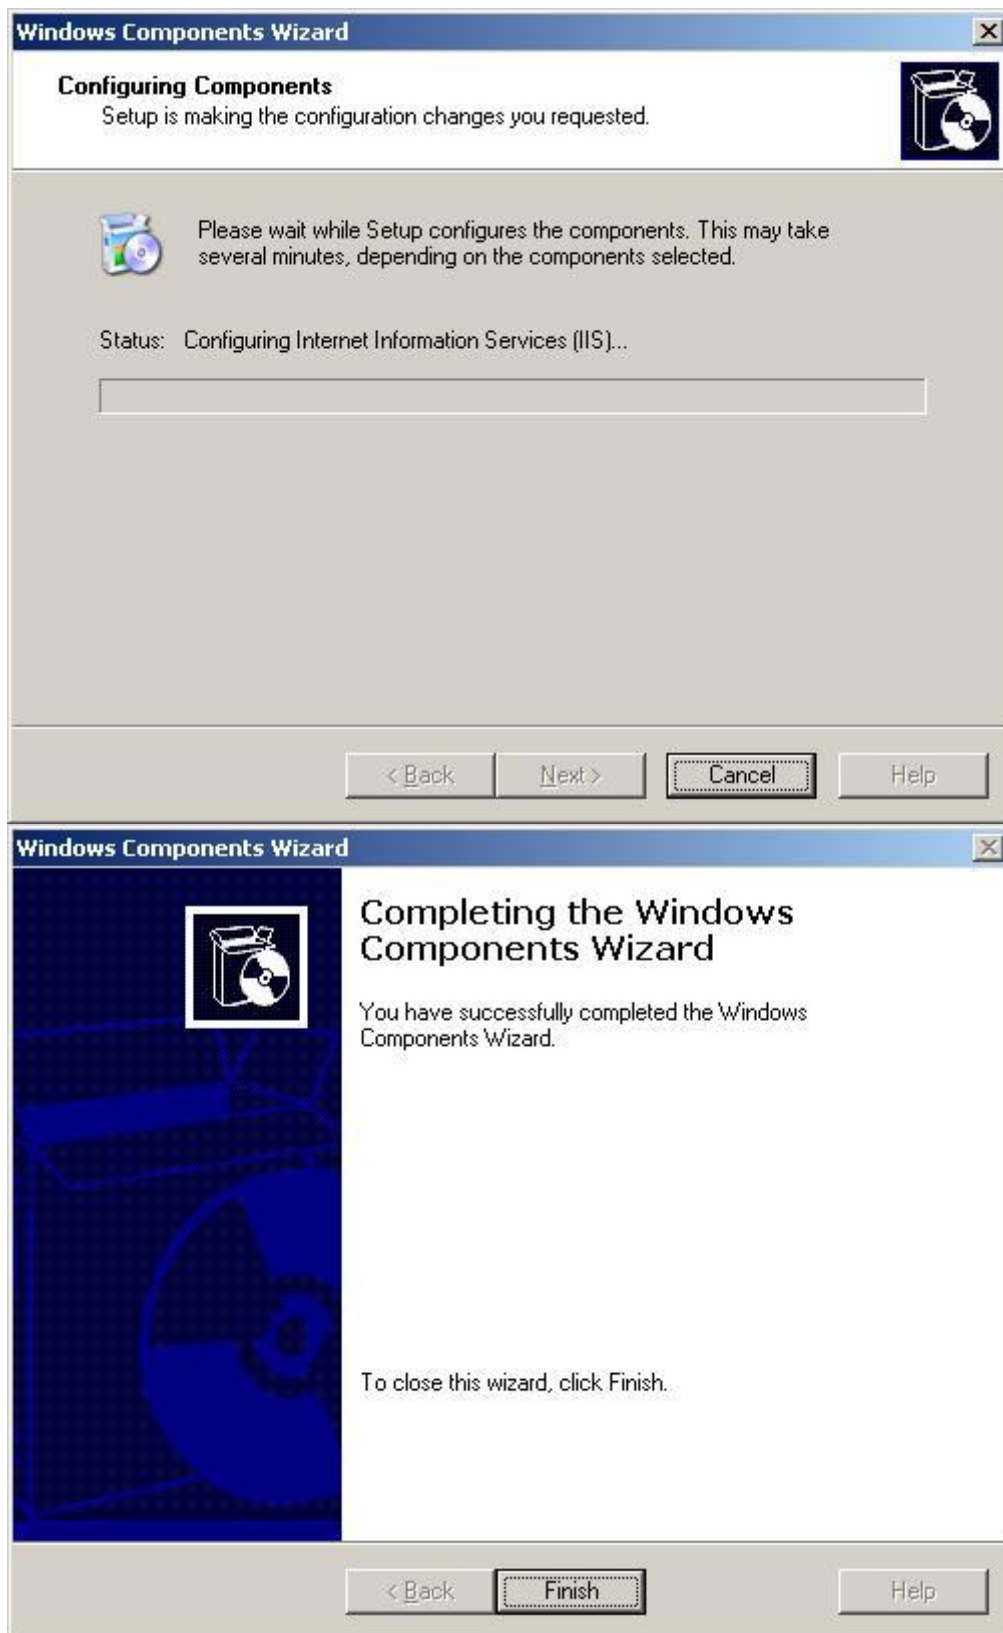 Windows Components Wizard
Configuring Components
Setup is making the configuration changes you requested.
Please wait while Setup configures the components. This may take
several minutes, depending on the components selected.
Status: Configuring Internet Information Services (IIS)...
< Back Next > Cancel Help
Windows Components Wizard
Completing the Windows
Components Wizard
You have successfully completed the Windows
Components Wizard.
To close this wizard, click Finish.
< Back Finish Help